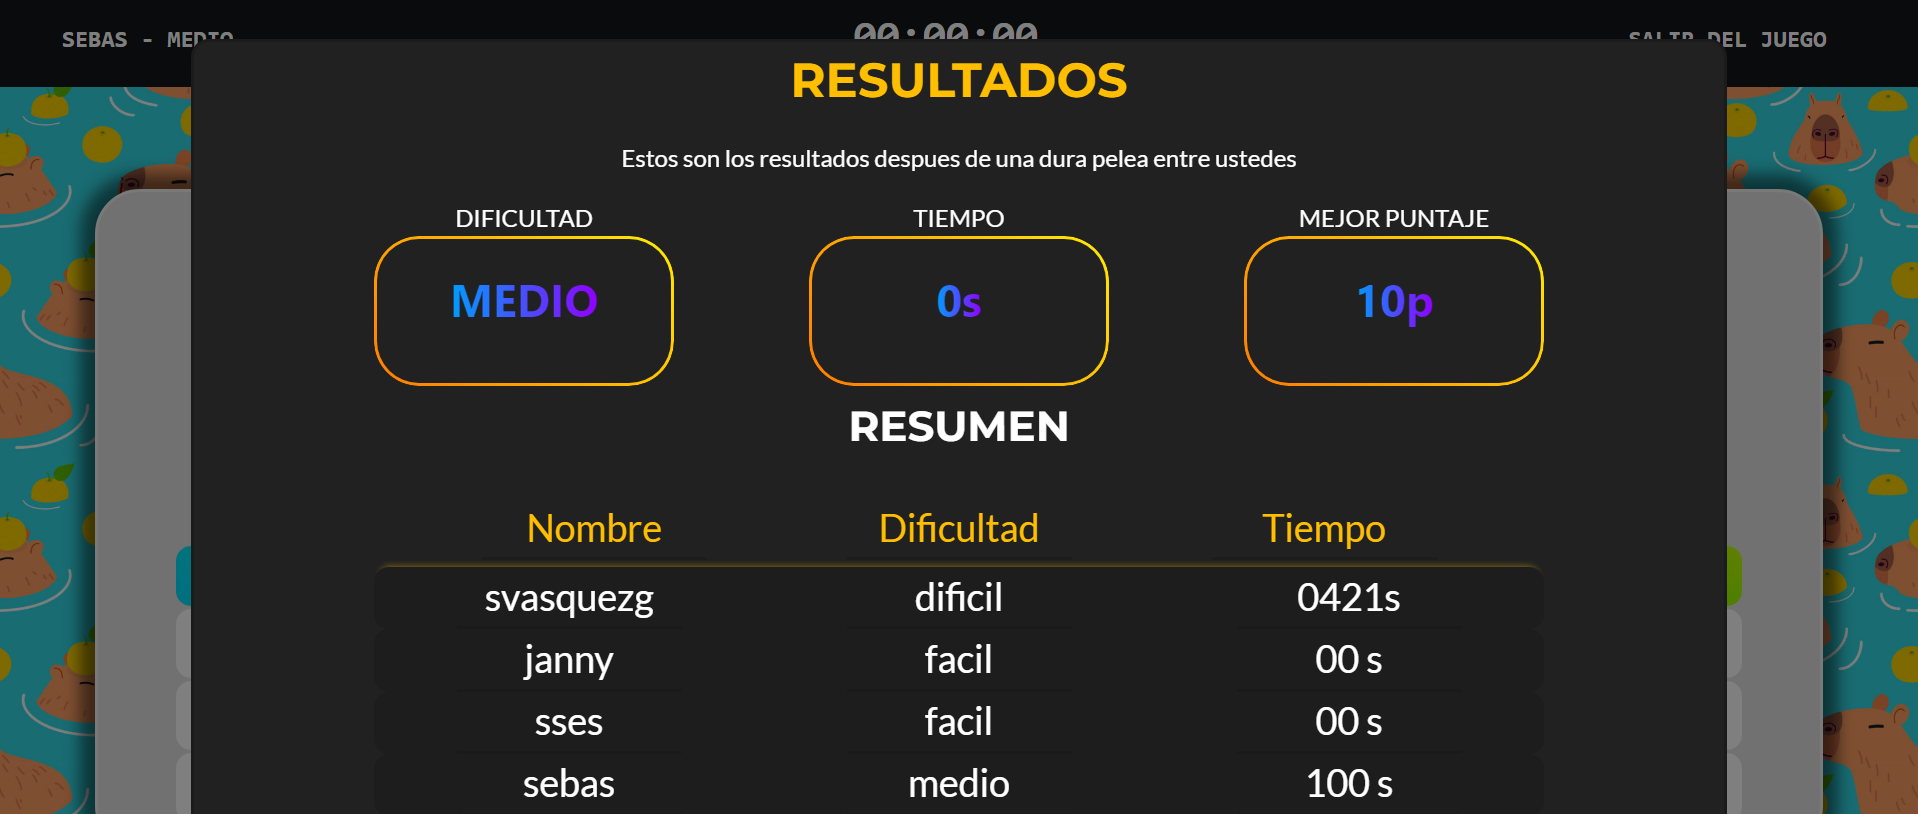 SEBAS - MEDIO
00:00:00
SALIR DEL JUEGO
RESULTADOS
Estos son los resultados despues de una dura pelea entre ustedes
DIFICULTAD
TIEMPO
MEJOR PUNTAJE
MEDIO
0s
10p
RESUMEN
Nombre Dificultad Tiempo
svasquezg dificil 0421s
janny facil 00 s
sses facil 00 s
sebas medio 100 s